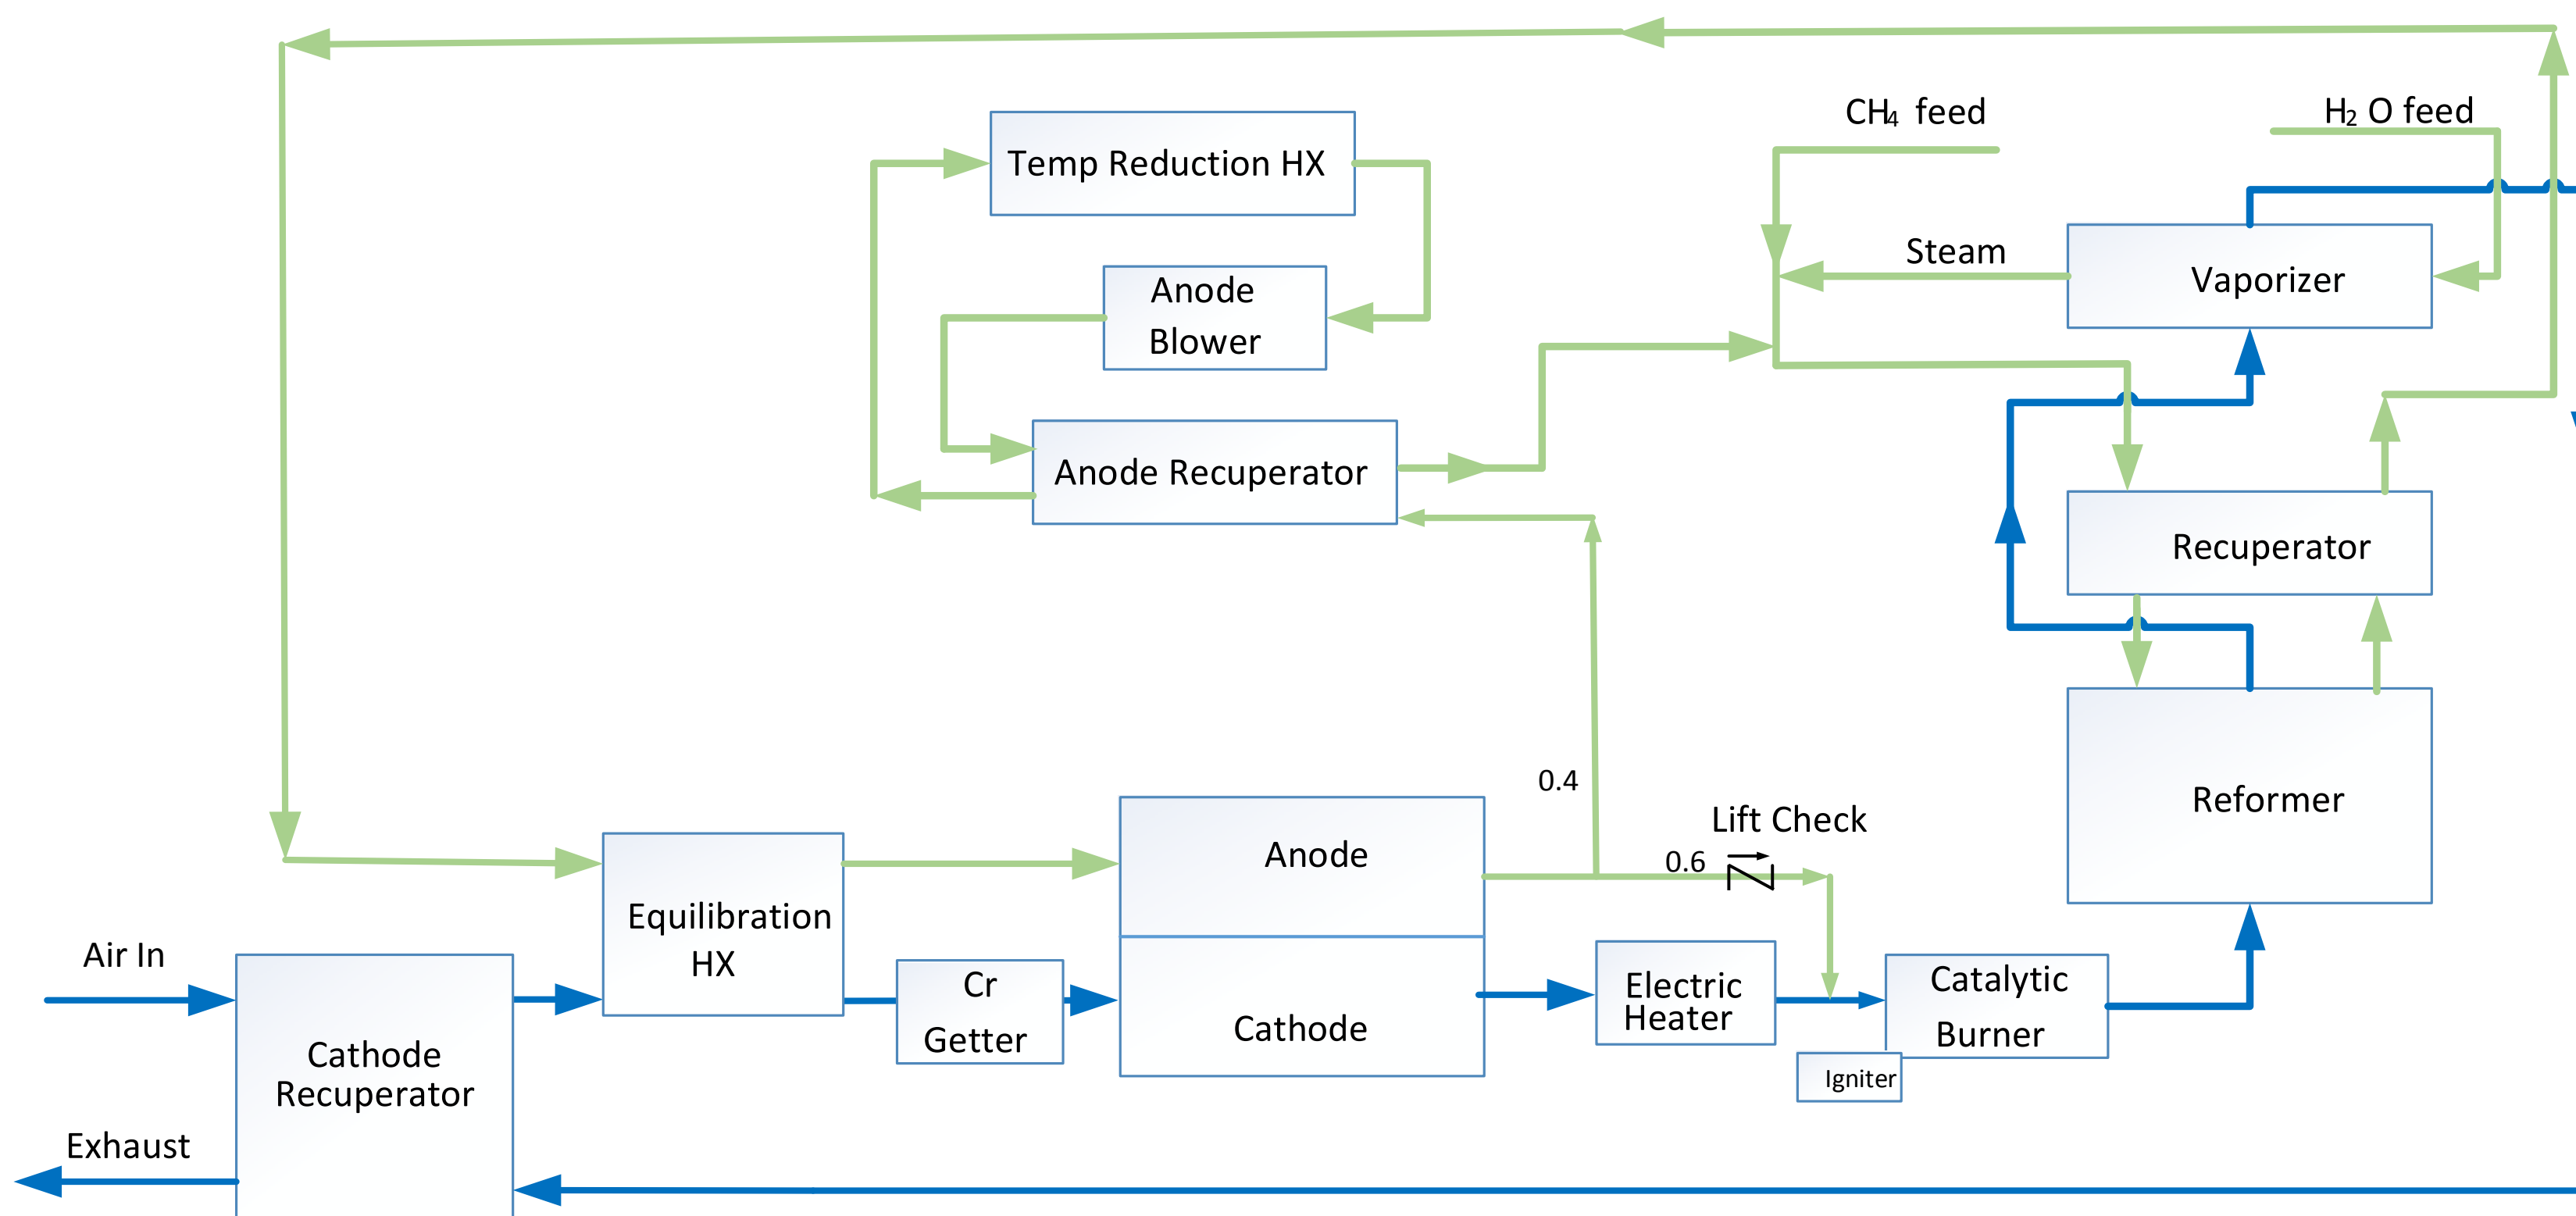 CH4 feed
H2 O feed
Temp Reduction HX
Steam
Vaporizer
Anode
Blower
Anode Recuperator
Recuperator
0.4
Reformer
Lift Check
Anode
0.6
Equilibration
HX
Air In
Cr
Getter
Electric
Heater
Catalytic
Burner
Cathode
Cathode
Recuperator
Igniter
Exhaust